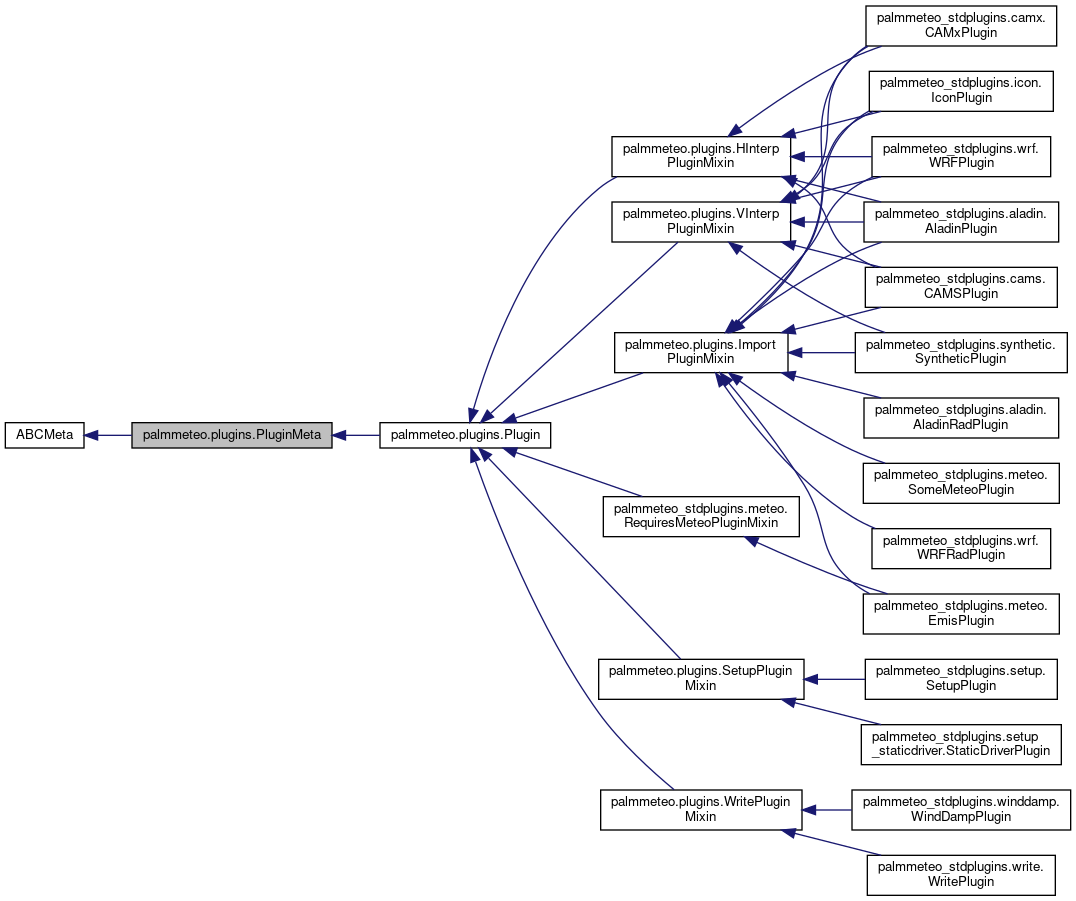 ABCMeta
palmmeteo.plugins.PluginMeta
palmmeteo.plugins.Plugin
palmmeteo.plugins.HInterp
PluginMixin
palmmeteo.plugins.VInterp
PluginMixin
palmmeteo.plugins.Import
PluginMixin
palmmeteo_stdplugins.meteo.
RequiresMeteoPluginMixin
palmmeteo.plugins.SetupPlugin
Mixin
palmmeteo.plugins.WritePlugin
Mixin
palmmeteo_stdplugins.camx.
CAMxPlugin
palmmeteo_stdplugins.icon.
IconPlugin
palmmeteo_stdplugins.wrf.
WRFPlugin
palmmeteo_stdplugins.aladin.
AladinPlugin
palmmeteo_stdplugins.cams.
CAMSPlugin
palmmeteo_stdplugins.synthetic.
SyntheticPlugin
palmmeteo_stdplugins.aladin.
AladinRadPlugin
palmmeteo_stdplugins.meteo.
SomeMeteoPlugin
palmmeteo_stdplugins.wrf.
WRFRadPlugin
palmmeteo_stdplugins.meteo.
EmisPlugin
palmmeteo_stdplugins.setup.
SetupPlugin
palmmeteo_stdplugins.setup
_staticdriver.StaticDriverPlugin
palmmeteo_stdplugins.winddamp.
WindDampPlugin
palmmeteo_stdplugins.write.
WritePlugin